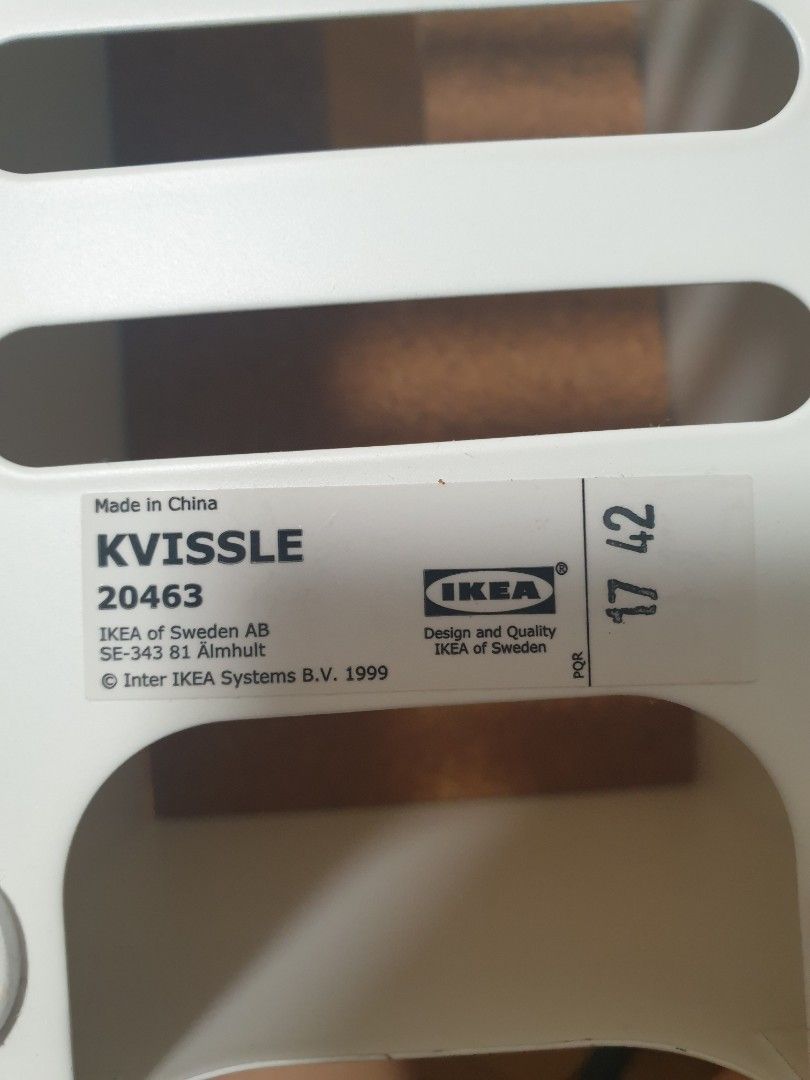 Made in China
KVISSLE
20463
IKEA of Sweden AB
SE-343 81 Älmhult
© Inter IKEA Systems B.V. 1999
IKEA®
Design and Quality
IKEA of Sweden
PQR
17 42